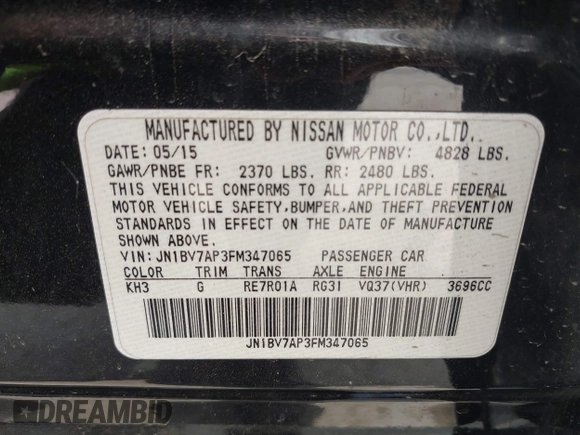 MANUFACTURED BY NISSAN MOTOR CO.,LTD.
DATE: 05/15 GVWR/PNBV: 4828 LBS.
GAWR/PNBE FR: 2370 LBS. RR: 2480 LBS.
THIS VEHICLE CONFORMS TO ALL APPLICABLE FEDERAL
MOTOR VEHICLE SAFETY,BUMPER,AND THEFT PREVENTION
STANDARDS IN EFFECT ON THE DATE OF MANUFACTURE
SHOWN ABOVE.
VIN: JN1BV7AP3FM347065 PASSENGER CAR
COLOR TRIM TRANS AXLE ENGINE
KH3 G RE7R01A RG31 VQ37(VHR) 3696CC
JN1BV7AP3FM347065
DREAMBID